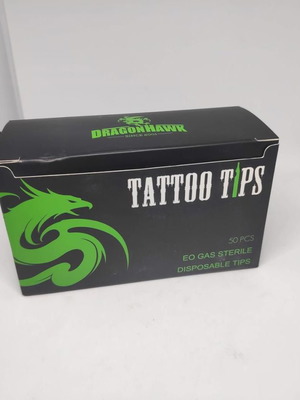 DRAGONHAWK
TATTOO TIPS
50 PCS
EO GAS STERILE
DISPOSABLE TIPS